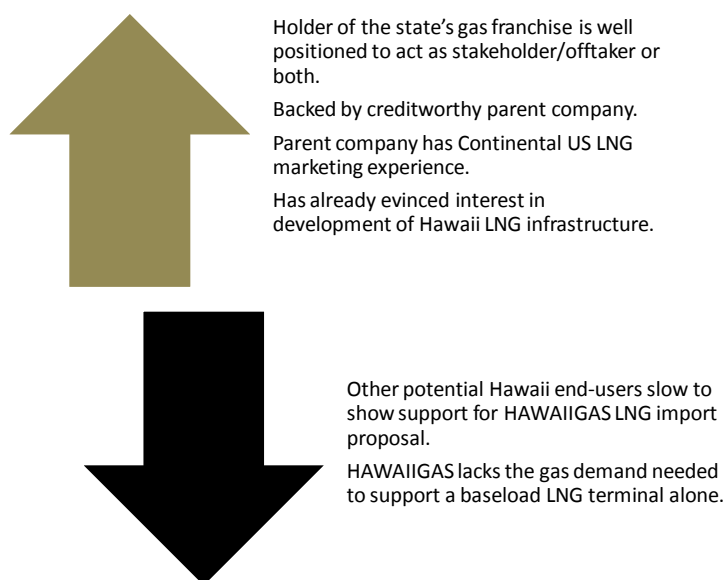 Holder of the state’s gas franchise is well
positioned to act as stakeholder/offtaker or
both.
Backed by creditworthy parent company.
Parent company has Continental US LNG
marketing experience.
Has already evinced interest in
development of Hawaii LNG infrastructure.
Other potential Hawaii end-users slow to
show support for HAWAIIGAS LNG import
proposal.
HAWAIIGAS lacks the gas demand needed
to support a baseload LNG terminal alone.